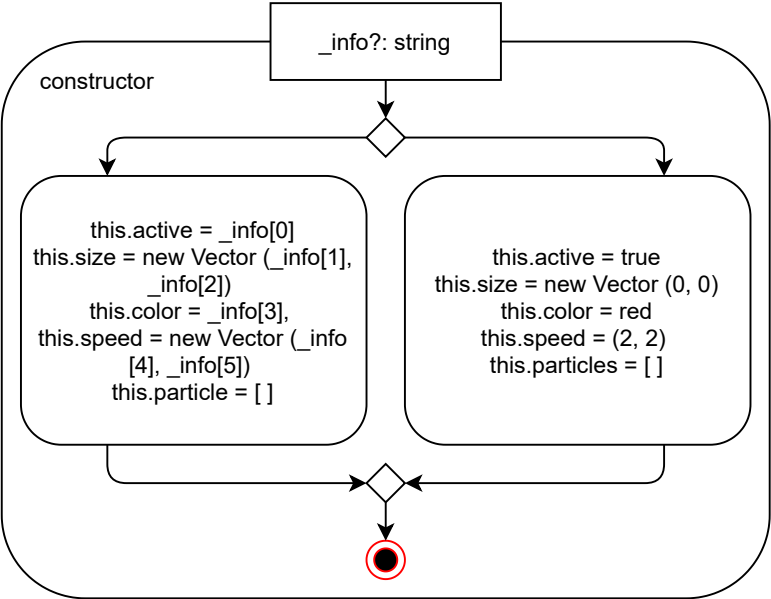 _info?: string
constructor
this.active = _info[0]
this.size = new Vector (_info[1],
_info[2])
this.color = _info[3],
this.speed = new Vector (_info
[4], _info[5])
this.particle = [ ]
this.active = true
this.size = new Vector (0, 0)
this.color = red
this.speed = (2, 2)
this.particles = [ ]